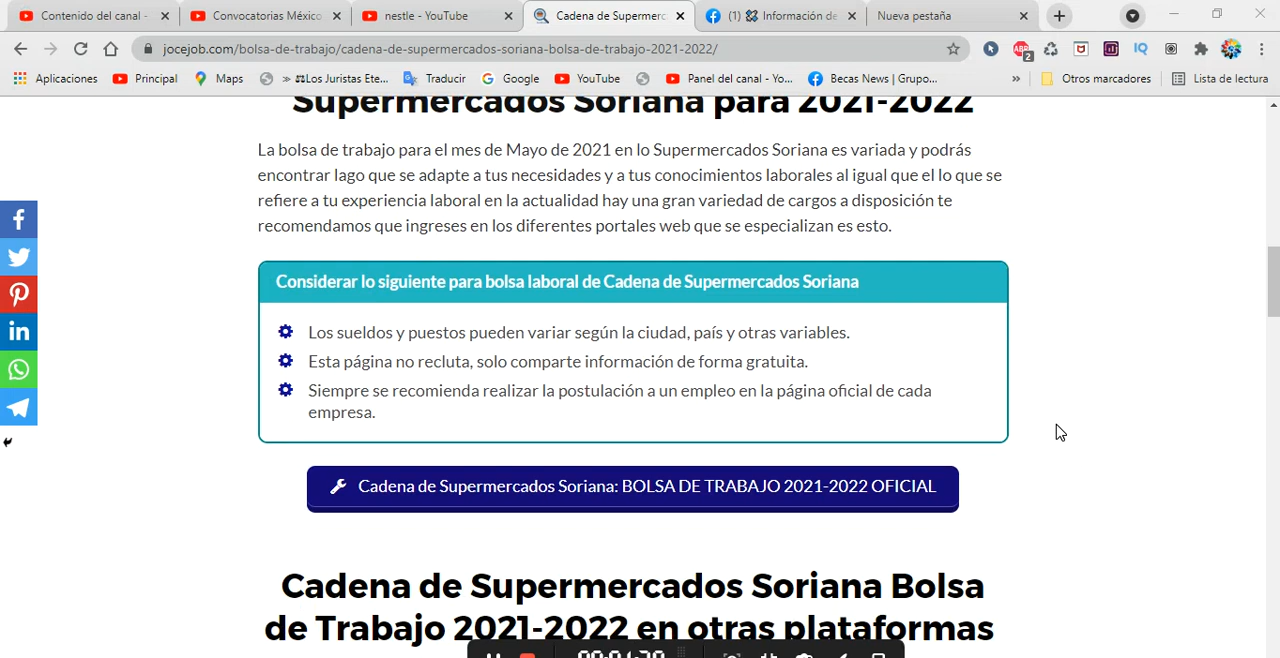 Contenido del canal -
Convocatorias México
nestle - YouTube
Cadena de Supermerc
(1) Información de
Nueva pestaña
jocejob.com/bolsa-de-trabajo/cadena-de-supermercados-soriana-bolsa-de-trabajo-2021-2022/
ABP
2
IQ
Aplicaciones
Principal
Maps
» Los Juristas Ete...
Traducir
Google
YouTube
Panel del canal - Yo...
Becas News | Grupo...
»
Otros marcadores
Lista de lectura
Supermercados Soriana para 2021-2022
La bolsa de trabajo para el mes de Mayo de 2021 en lo Supermercados Soriana es variada y podrás
encontrar lago que se adapte a tus necesidades y a tus conocimientos laborales al igual que el lo que se
refiere a tu experiencia laboral en la actualidad hay una gran variedad de cargos a disposición te
recomendamos que ingreses en los diferentes portales web que se especializan es esto.
Considerar lo siguiente para bolsa laboral de Cadena de Supermercados Soriana
Los sueldos y puestos pueden variar según la ciudad, país y otras variables.
Esta página no recluta, solo comparte información de forma gratuita.
Siempre se recomienda realizar la postulación a un empleo en la página oficial de cada
empresa.
Cadena de Supermercados Soriana: BOLSA DE TRABAJO 2021-2022 OFICIAL
Cadena de Supermercados Soriana Bolsa
de Trabajo 2021-2022 en otras plataformas